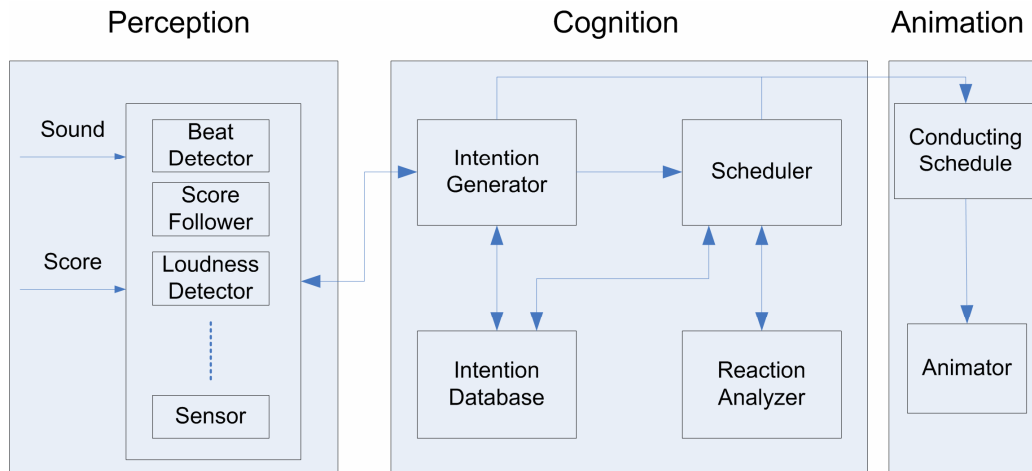 Perception
Cognition
Animation
Sound
Score
Beat
Detector
Score
Follower
Loudness
Detector
Sensor
Intention
Generator
Scheduler
Intention
Database
Reaction
Analyzer
Conducting
Schedule
Animator